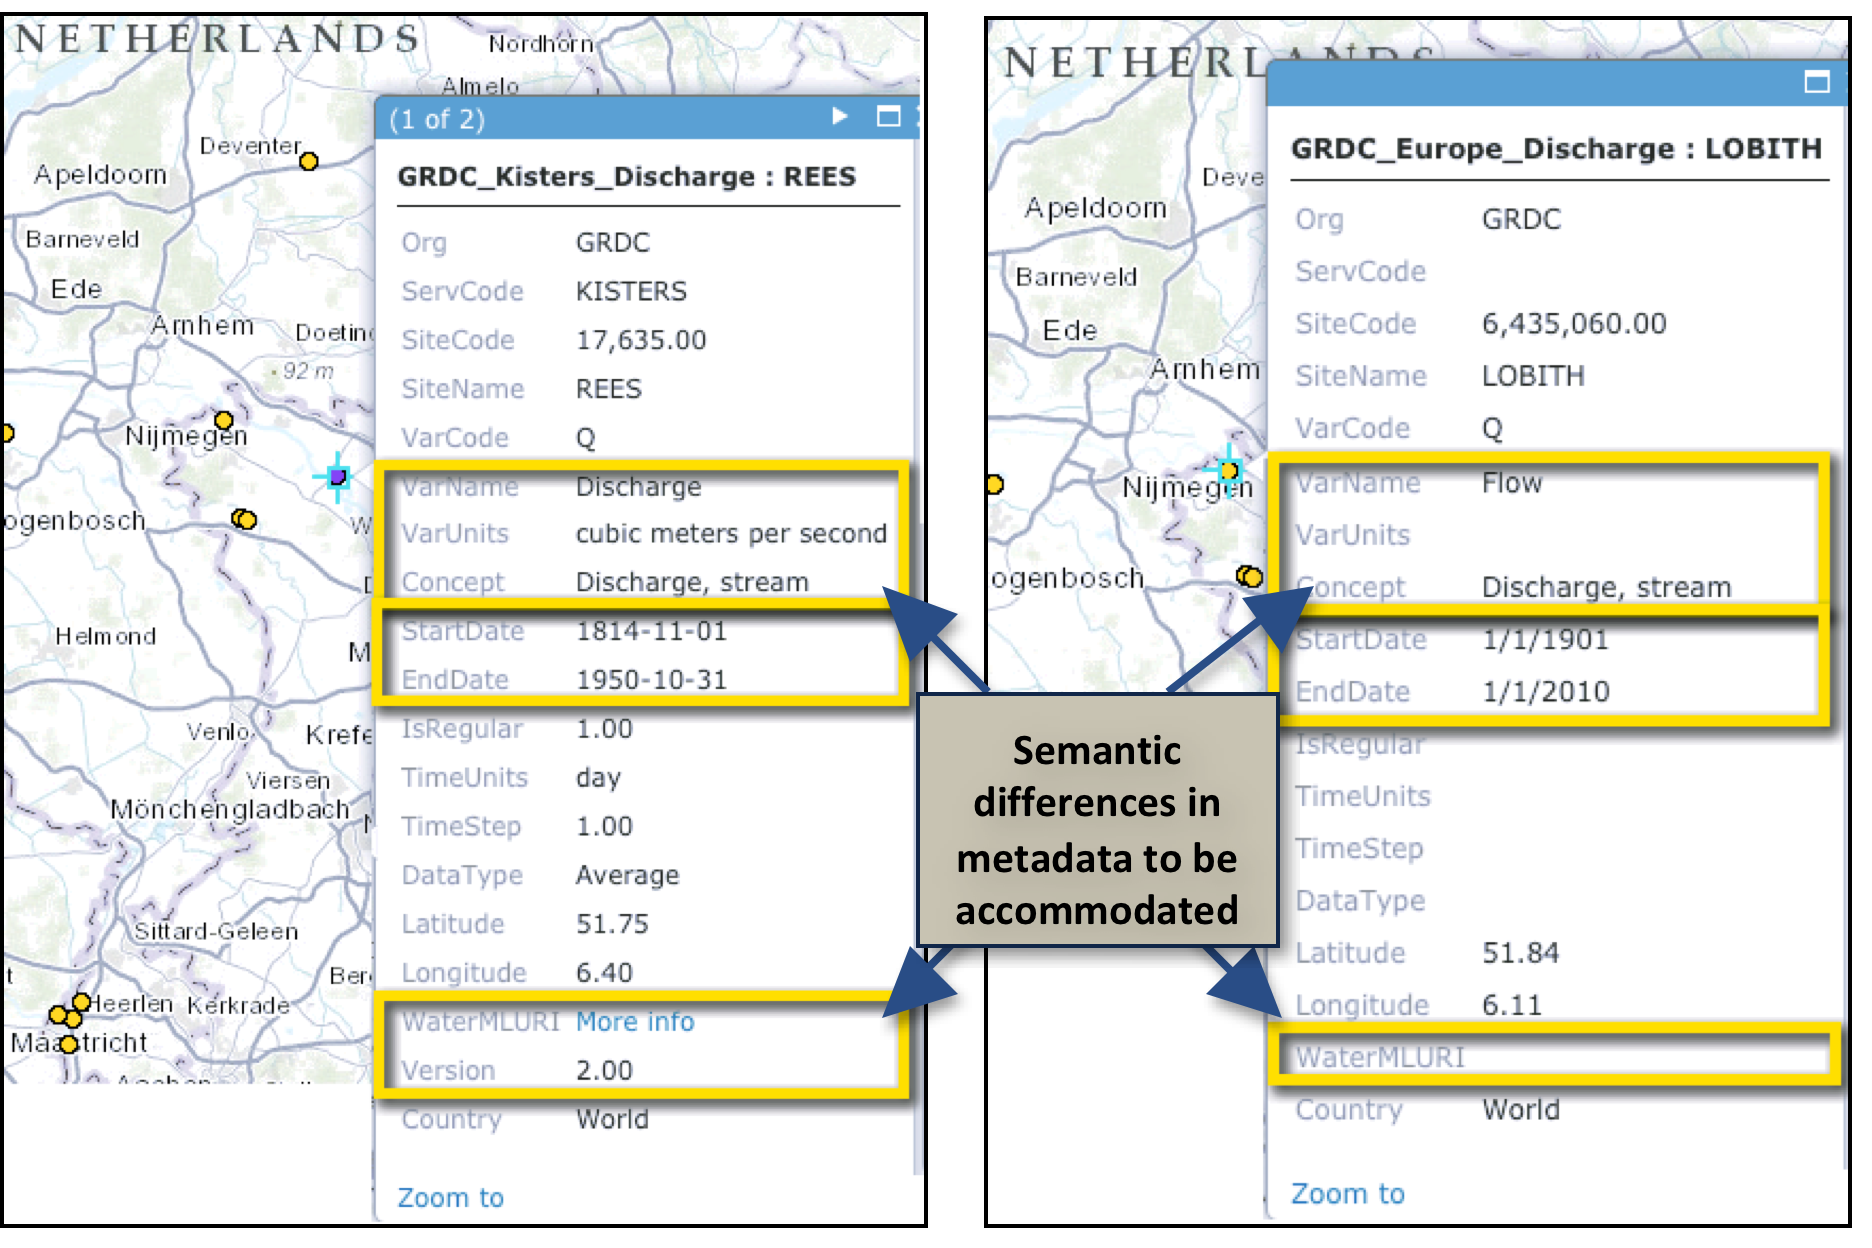 NETHERLANDS
Nordhorn
Almelo
Deventer
Apeldoorn
Barneveld
Ede
Arnhem
Doetinc
92 m
Nijmegen
ogenbosch
W
D
Helmond
M
Venlo
Krefe
Viersen
Mönchengladbach
Sittard-Geleen
Ber
t
Heerlen
Kerkrade
Maastricht
Aachen
(1 of 2)
GRDC_Kisters_Discharge : REES
Org GRDC
ServCode KISTERS
SiteCode 17,635.00
SiteName REES
VarCode Q
VarName Discharge
VarUnits cubic meters per second
Concept Discharge, stream
StartDate 1814-11-01
EndDate 1950-10-31
IsRegular 1.00
TimeUnits day
TimeStep 1.00
DataType Average
Latitude 51.75
Longitude 6.40
WaterMLURI More info
Version 2.00
Country World
Zoom to
Semantic
differences in
metadata to be
accommodated
NETHERLANDS
Deve
Apeldoorn
Barneveld
Ede
Arnhem
Nijmegen
ogenbosch
GRDC_Europe_Discharge : LOBITH
Org GRDC
ServCode
SiteCode 6,435,060.00
SiteName LOBITH
VarCode Q
VarName Flow
VarUnits
Concept Discharge, stream
StartDate 1/1/1901
EndDate 1/1/2010
IsRegular
TimeUnits
TimeStep
DataType
Latitude 51.84
Longitude 6.11
WaterMLURI
Country World
Zoom to